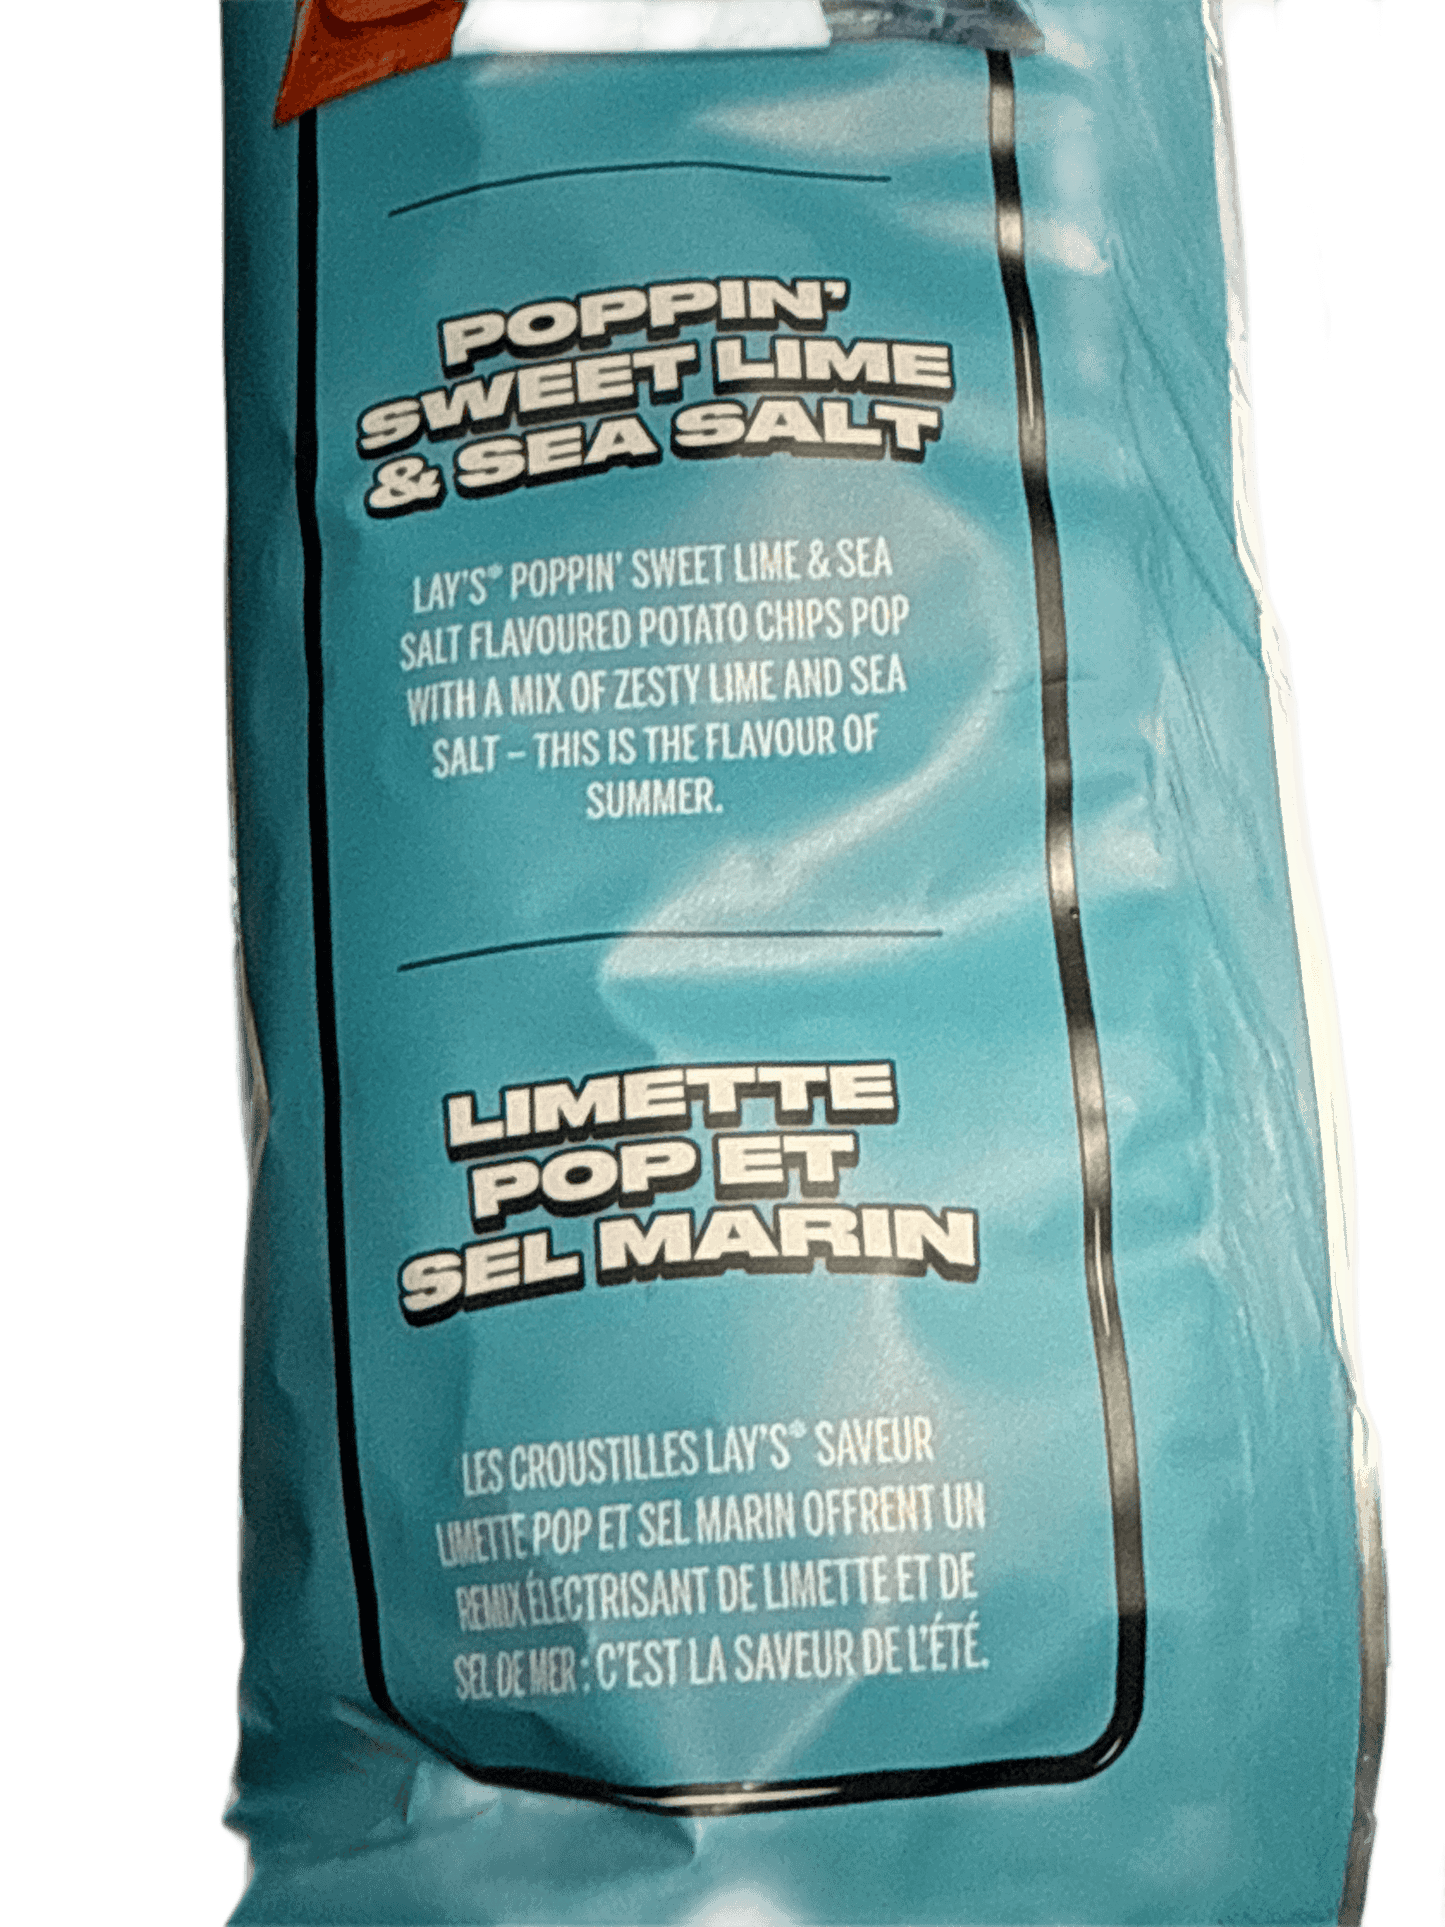 POPPIN'
SWEET LIME
& SEA SALT
LAY'S® POPPIN' SWEET LIME & SEA
SALT FLAVOURED POTATO CHIPS POP
WITH A MIX OF ZESTY LIME AND SEA
SALT – THIS IS THE FLAVOUR OF
SUMMER.
LIMETTE
POP ET
SEL MARIN
LES CROUSTILLES LAY'S® SAVEUR
LIMETTE POP ET SEL MARIN OFFRENT UN
REMIX ÉLECTRISANT DE LIMETTE ET DE
SEL DE MER : C'EST LA SAVEUR DE L'ÉTÉ.